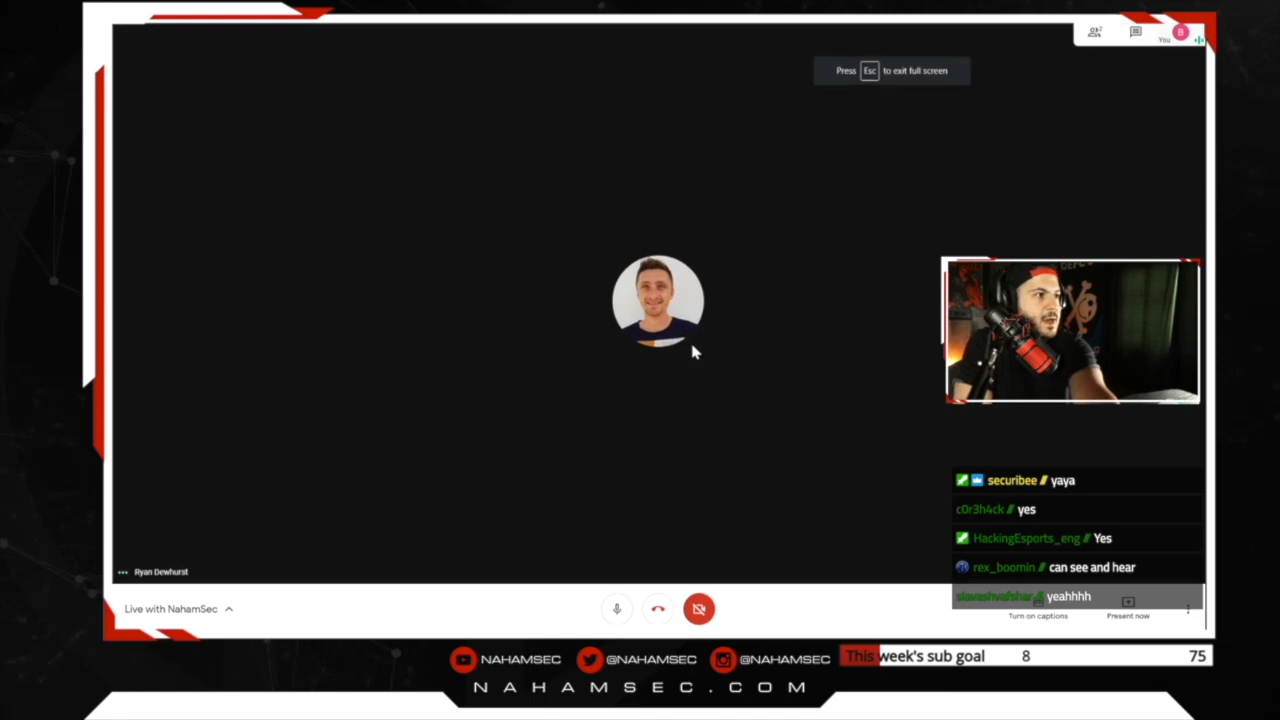 You
B
Press Esc to exit full screen
securibee // yaya
c0r3h4ck // yes
HackingEsports_eng // Yes
rex_boomin // can see and hear
siavashvafshar // yeahhhh
Ryan Dewhurst
Live with NahamSec
Turn on captions
Present now
NAHAMSEC
@NAHAMSEC
@NAHAMSEC
This week's sub goal 8 75
NAHAMSEC.COM